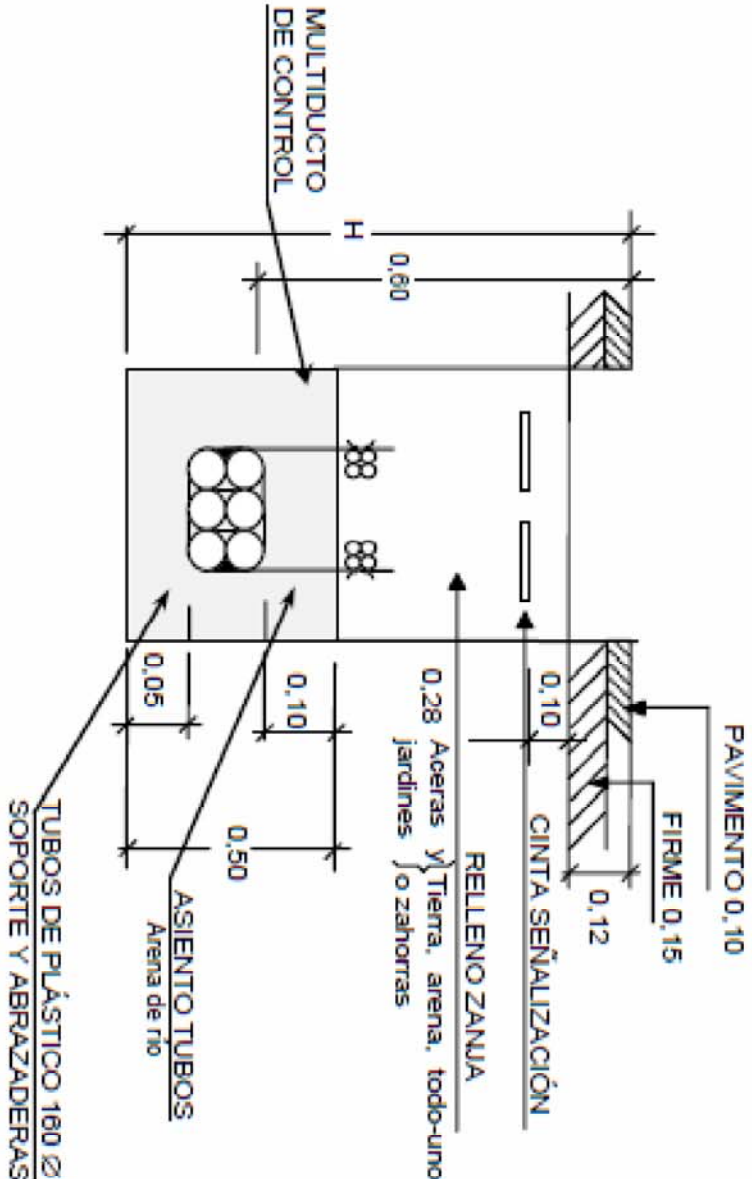 PAVIMENTO 0,10
FIRME 0,15
0,12
CINTA SEÑALIZACIÓN
0,10
RELLENO ZANJA
0,28 Aceras y jardines } Tierra, arena, todo-uno o zahorras
H
0,60
MULTIDUCTO
DE CONTROL
0,10
0,05
0,50
ASIENTO TUBOS
Arena de río
TUBOS DE PLÁSTICO 160 Ø
SOPORTE Y ABRAZADERAS